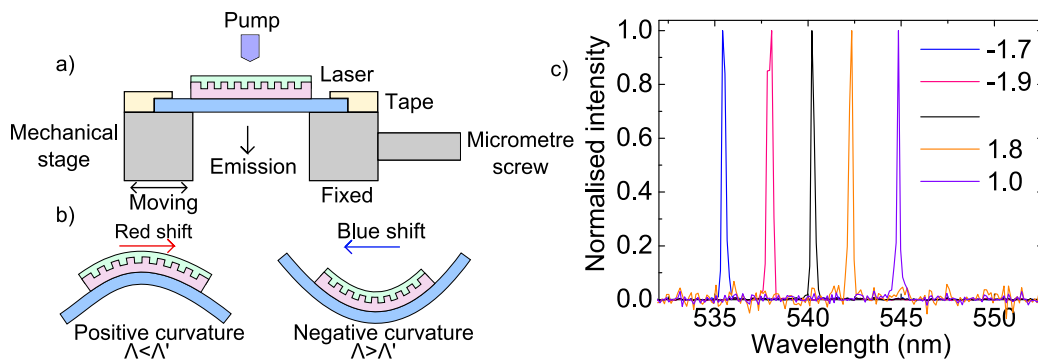 Pump
a)
Laser
Tape
Mechanical
stage
Emission
Micrometre
screw
Moving
Fixed
b)
Red shift
Blue shift
Positive curvature
Λ<Λ'
Negative curvature
Λ>Λ'
c)
Normalised intensity
1.0
0.8
0.6
0.4
0.2
0.0
-1.7
-1.9
1.8
1.0
535 540 545 550
Wavelength (nm)